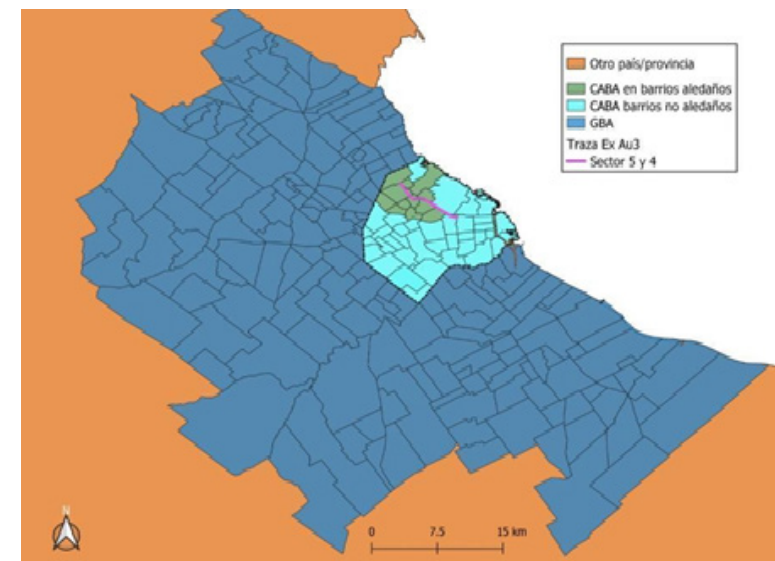 Otro país/provincia
CABA en barrios aledaños
CABA barrios no aledaños
GBA
Traza Ex Au3
Sector 5 y 4
N
0 7.5 15 km